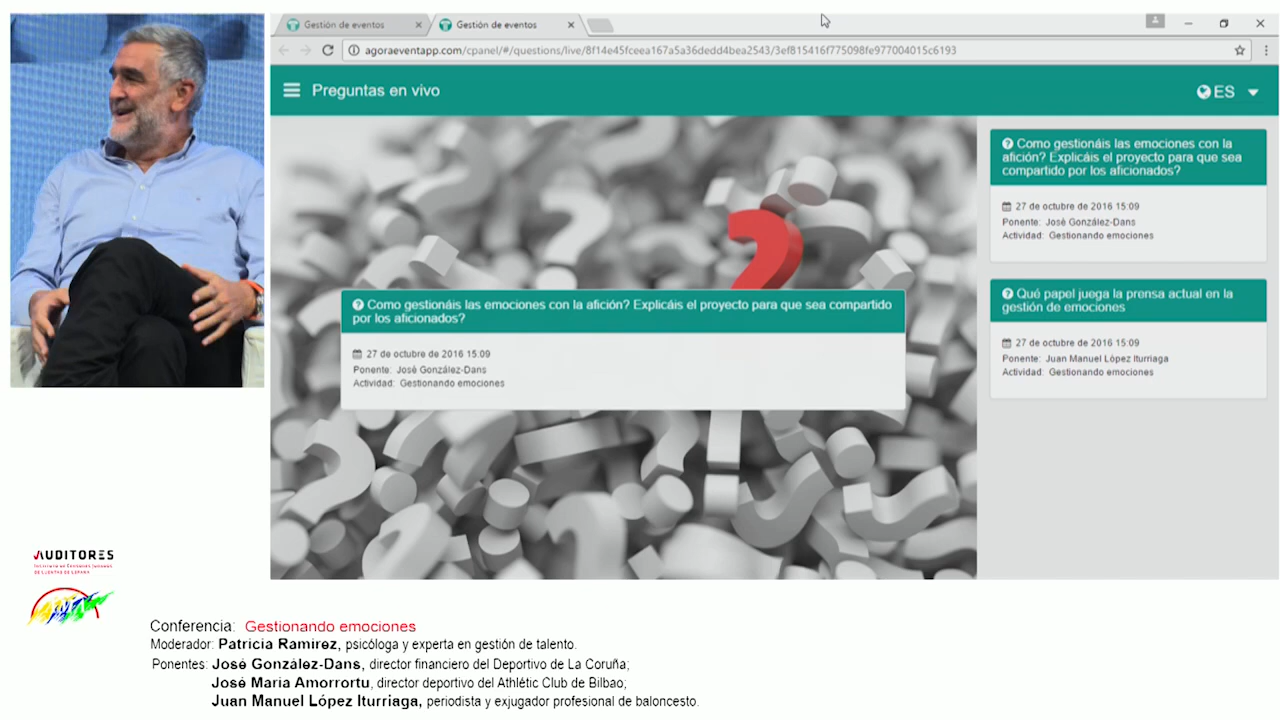 Gestión de eventos
Gestión de eventos
agoraeventapp.com/cpanel/#/questions/live/8f14e45fceea167a5a36dedd4bea2543/3ef815416f775098fe977004015c6193
Preguntas en vivo
ES
Como gestionáis las emociones con la afición? Explicáis el proyecto para que sea compartido
por los aficionados?
27 de octubre de 2016 15:09
Ponente: José González-Dans
Actividad: Gestionando emociones
Como gestionáis las emociones con la
afición? Explicáis el proyecto para que sea
compartido por los aficionados?
27 de octubre de 2016 15:09
Ponente: José González-Dans
Actividad: Gestionando emociones
Qué papel juega la prensa actual en la
gestión de emociones
27 de octubre de 2016 15:09
Ponente: Juan Manuel López Iturriaga
Actividad: Gestionando emociones
AUDITORES
Conferencia: Gestionando emociones
Moderador: Patricia Ramirez, psicóloga y experta en gestión de talento.
Ponentes: José González-Dans, director financiero del Deportivo de La Coruña;
José Maria Amorrortu, director deportivo del Athlétic Club de Bilbao;
Juan Manuel López Iturriaga, periodista y exjugador profesional de baloncesto.